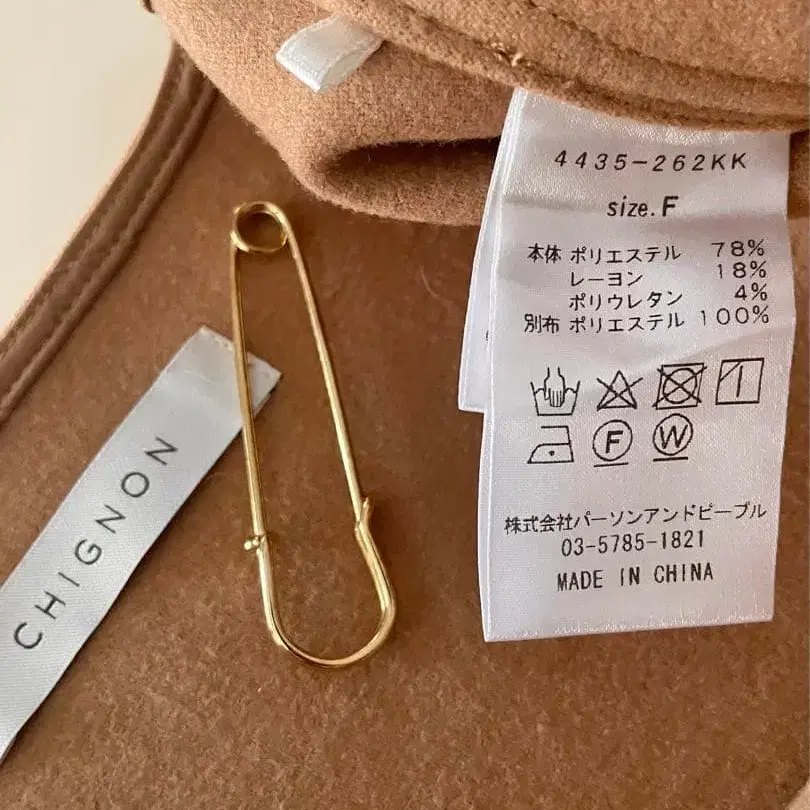 CHIGNON
4435-262KK
size.F
本体 ポリエステル 78%
レーヨン 18%
ポリウレタン 4%
別布 ポリエステル 100%
F W
株式会社パーソンアンドピープル
03-5785-1821
MADE IN CHINA